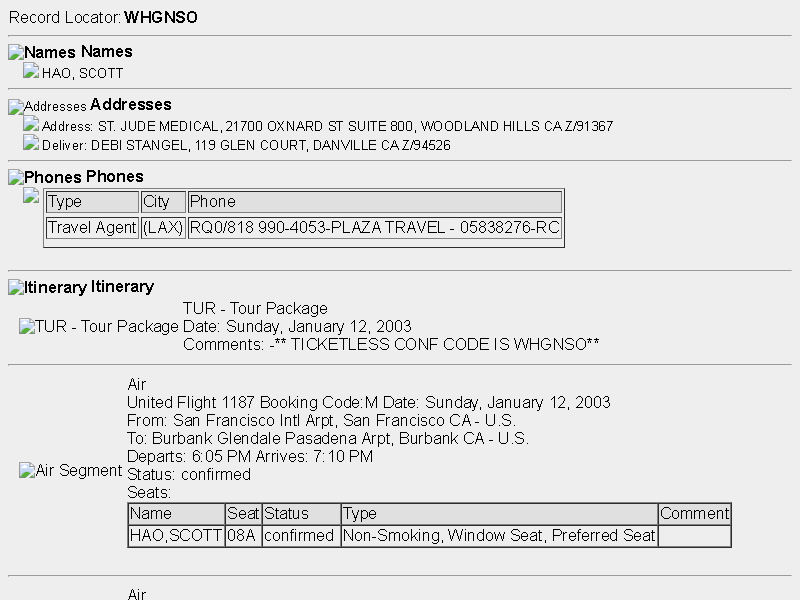 Record Locator: WHGNSO
Names Names
HAO, SCOTT
Addresses Addresses
Address: ST. JUDE MEDICAL, 21700 OXNARD ST SUITE 800, WOODLAND HILLS CA Z/91367
Deliver: DEBI STANGEL, 119 GLEN COURT, DANVILLE CA Z/94526
Phones Phones
Type City Phone
Travel Agent (LAX) RQ0/818 990-4053-PLAZA TRAVEL - 05838276-RC
Itinerary Itinerary
TUR - Tour Package
TUR - Tour Package Date: Sunday, January 12, 2003
Comments: -** TICKETLESS CONF CODE IS WHGNSO**
Air
United Flight 1187 Booking Code:M Date: Sunday, January 12, 2003
From: San Francisco Intl Arpt, San Francisco CA - U.S.
To: Burbank Glendale Pasadena Arpt, Burbank CA - U.S.
Departs: 6:05 PM Arrives: 7:10 PM
Air Segment Status: confirmed
Seats:
Name Seat Status Type Comment
HAO,SCOTT 08A confirmed Non-Smoking, Window Seat, Preferred Seat
Air